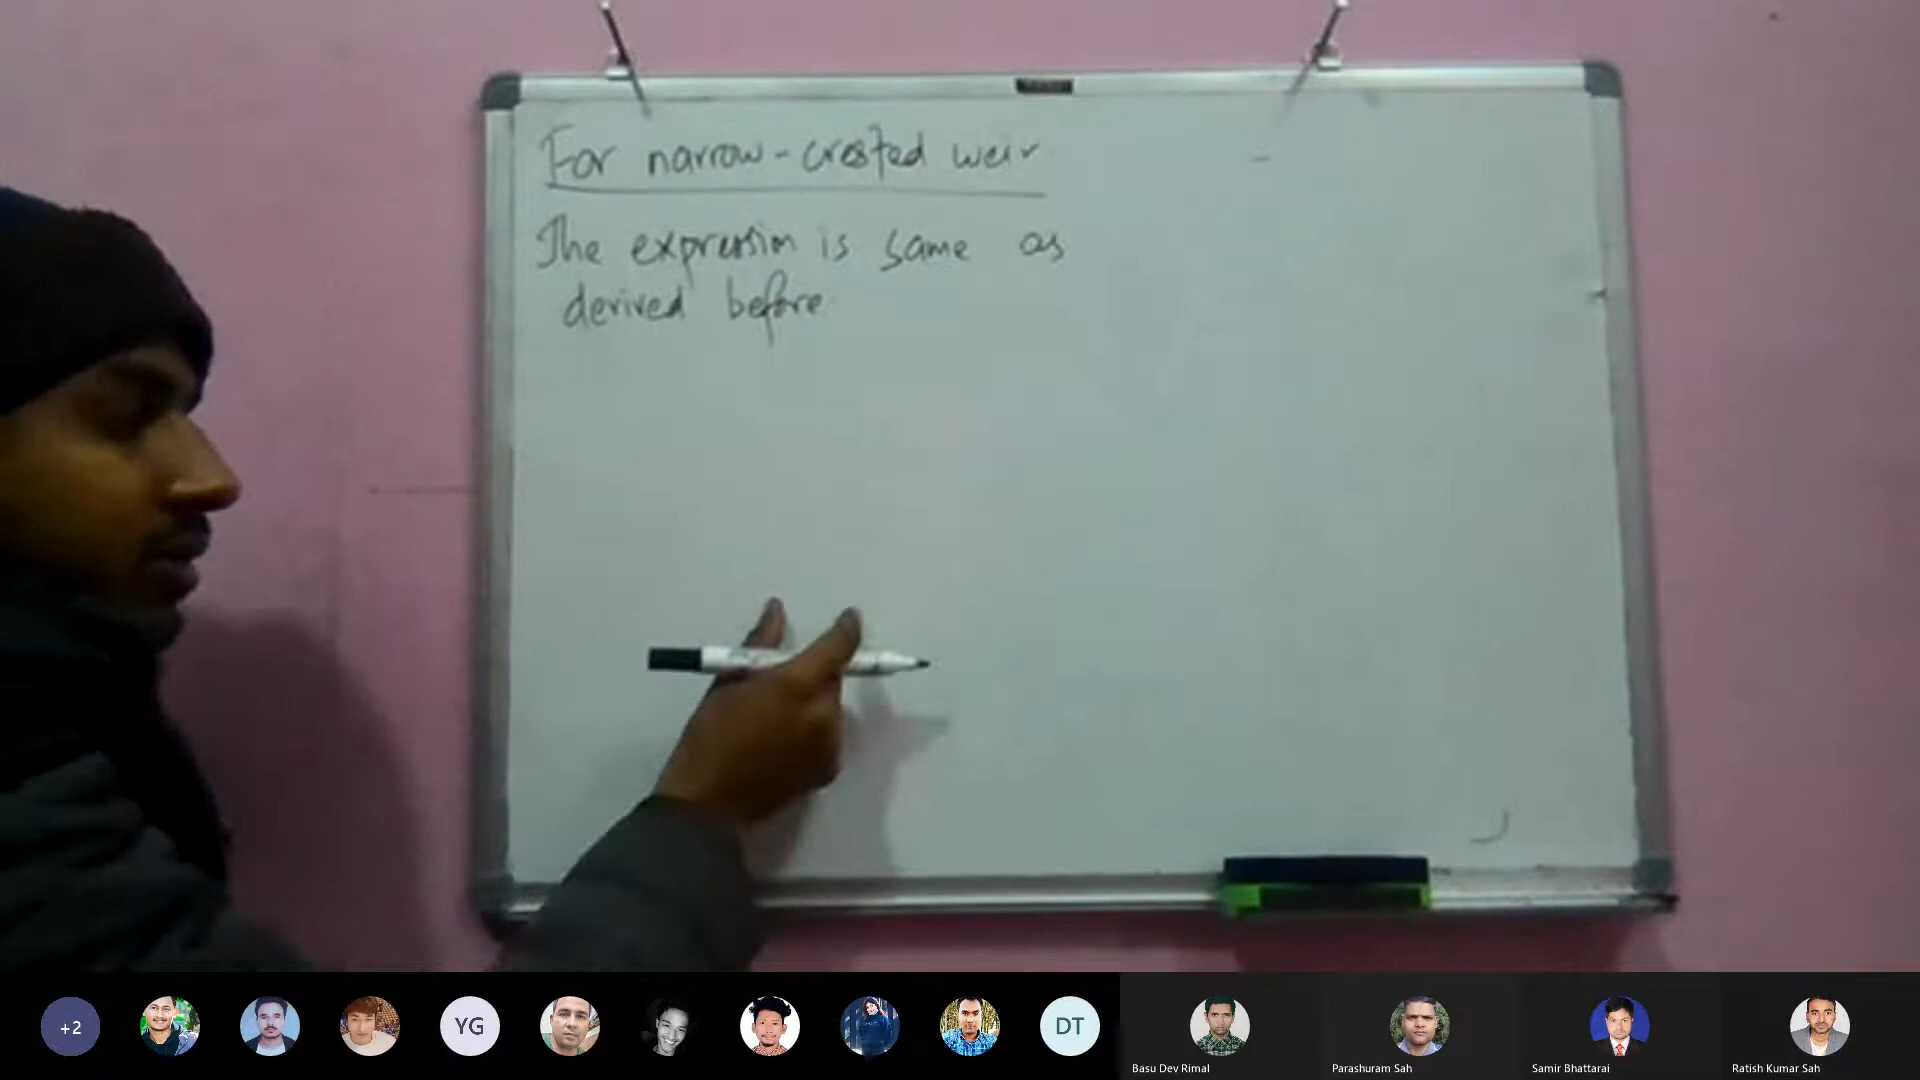 For narrow-crested weir
The expression is same as
derived before
+2
YG
DT
Basu Dev Rimal
Parashuram Sah
Samir Bhattarai
Ratish Kumar Sah